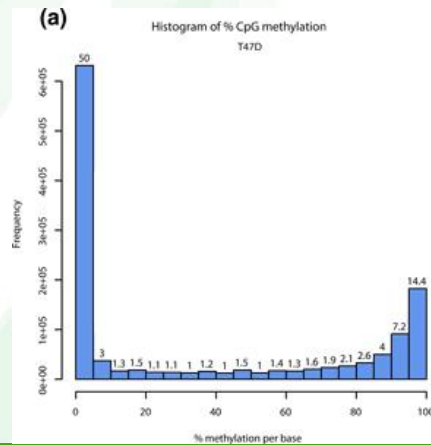 (a)
Histogram of % CpG methylation
T47D
50
6e+05
5e+05
4e+05
3e+05
2e+05
1e+05
0e+00
Frequency
3 1.3 1.5 1.1 1.1 1 1.2 1 1.5 1 1.4 1.3 1.6 1.9 2.1 2.6 4 7.2 14.4
0 20 40 60 80 100
% methylation per base